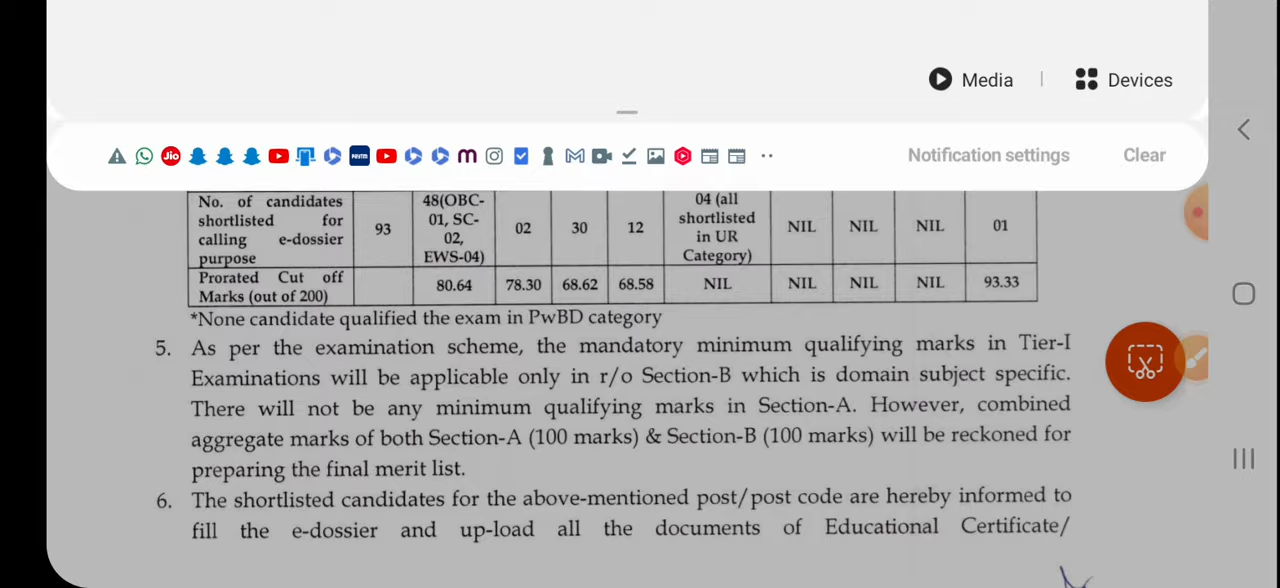 Media | Devices
Jio Paytm m
Notification settings Clear
No. of candidates shortlisted for calling e-dossier purpose 93 48(OBC-01, SC-02, EWS-04) 02 30 12 04 (all shortlisted in UR Category) NIL NIL NIL 01
Prorated Cut off Marks (out of 200) 80.64 78.30 68.62 68.58 NIL NIL NIL NIL 93.33
*None candidate qualified the exam in PwBD category
5. As per the examination scheme, the mandatory minimum qualifying marks in Tier-I
Examinations will be applicable only in r/o Section-B which is domain subject specific.
There will not be any minimum qualifying marks in Section-A. However, combined
aggregate marks of both Section-A (100 marks) & Section-B (100 marks) will be reckoned for
preparing the final merit list.
6. The shortlisted candidates for the above-mentioned post/post code are hereby informed to
fill the e-dossier and up-load all the documents of Educational Certificate/